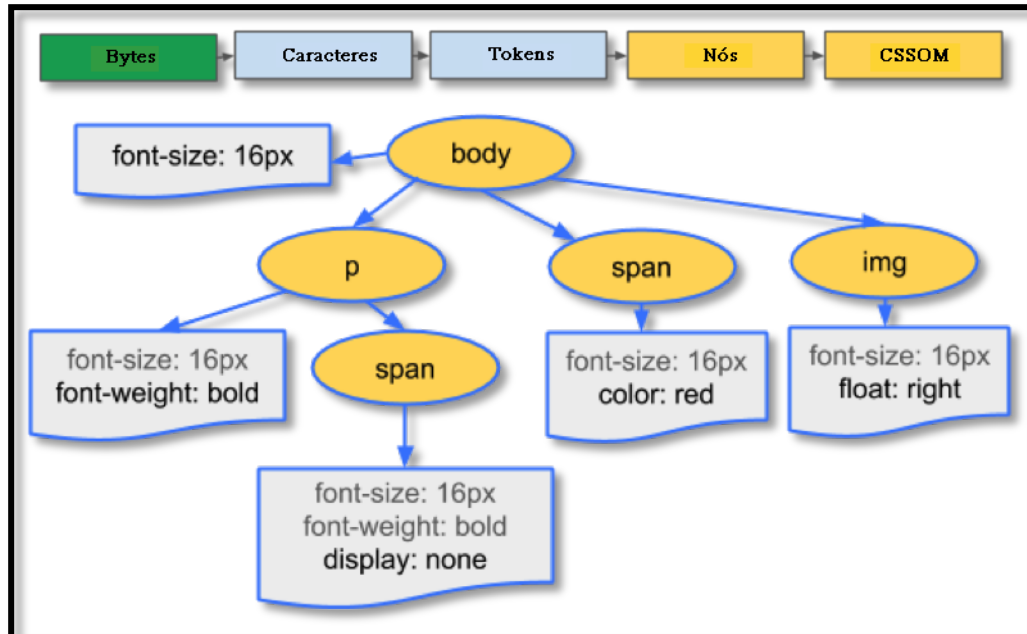 Bytes
Caracteres
Tokens
Nós
CSSOM
body
font-size: 16px
p
span
img
font-size: 16px
font-weight: bold
span
font-size: 16px
color: red
font-size: 16px
float: right
font-size: 16px
font-weight: bold
display: none